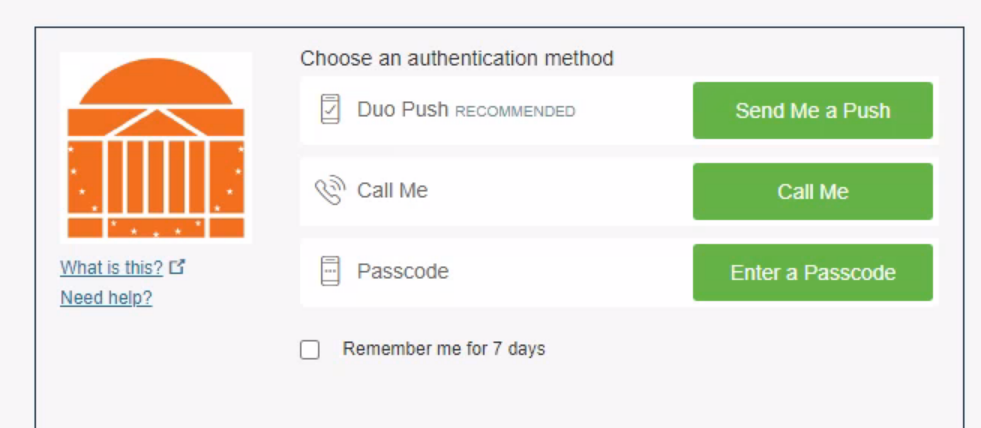 Choose an authentication method
Duo Push RECOMMENDED
Send Me a Push
Call Me
Call Me
Passcode
Enter a Passcode
What is this?
Need help?
Remember me for 7 days